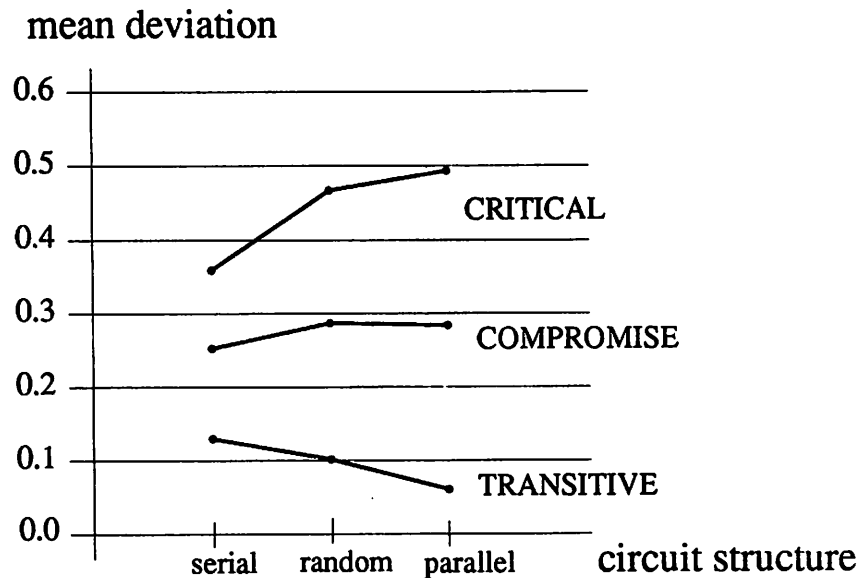 mean deviation
0.6
0.5
CRITICAL
0.4
0.3
COMPROMISE
0.2
0.1
TRANSITIVE
0.0
serial random parallel circuit structure